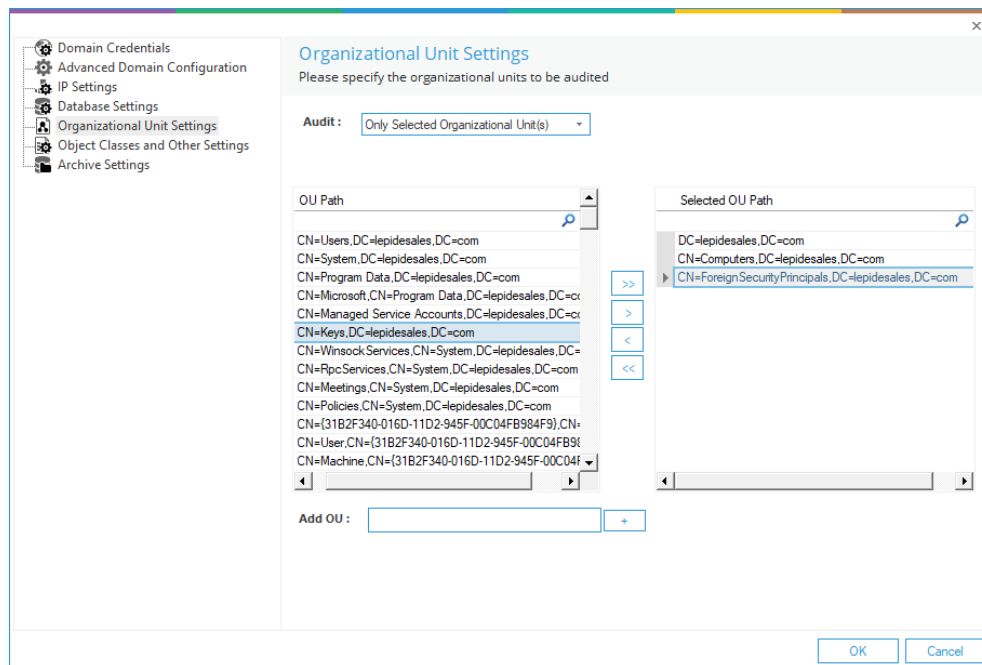 Domain Credentials
Advanced Domain Configuration
IP Settings
Database Settings
Organizational Unit Settings
Object Classes and Other Settings
Archive Settings
Organizational Unit Settings
Please specify the organizational units to be audited
Audit :
Only Selected Organizational Unit(s)
OU Path
CN=Users,DC=lepidesales,DC=com
CN=System,DC=lepidesales,DC=com
CN=Program Data,DC=lepidesales,DC=com
CN=Microsoft,CN=Program Data,DC=lepidesales,DC=co
CN=Managed Service Accounts,DC=lepidesales,DC=co
CN=Keys,DC=lepidesales,DC=com
CN=WinsockServices,CN=System,DC=lepidesales,DC=
CN=RpcServices,CN=System,DC=lepidesales,DC=com
CN=Meetings,CN=System,DC=lepidesales,DC=com
CN=Policies,CN=System,DC=lepidesales,DC=com
CN={31B2F340-016D-11D2-945F-00C04FB984F9},CN=
CN=User,CN={31B2F340-016D-11D2-945F-00C04FB98
CN=Machine,CN={31B2F340-016D-11D2-945F-00C04F
>>
>
<
<<
Selected OU Path
DC=lepidesales,DC=com
CN=Computers,DC=lepidesales,DC=com
CN=ForeignSecurityPrincipals,DC=lepidesales,DC=com
Add OU :
+
OK
Cancel